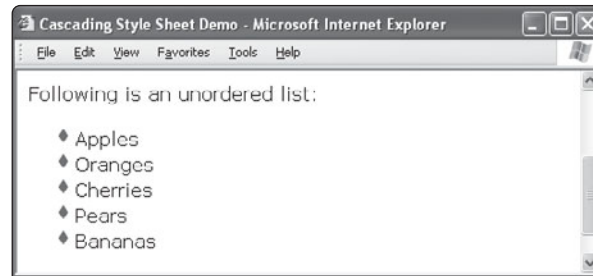 Cascading Style Sheet Demo - Microsoft Internet Explorer
File Edit View Favorites Tools Help
Following is an unordered list:
Apples
Oranges
Cherries
Pears
Bananas